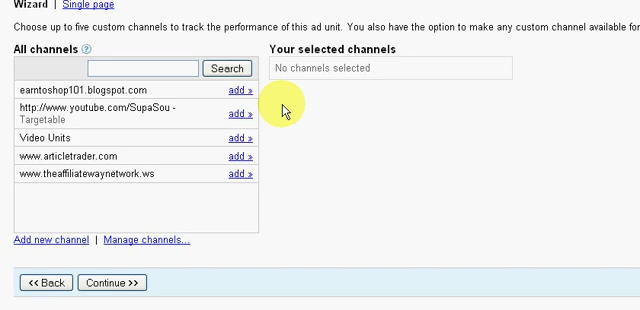 Wizard | Single page
Choose up to five custom channels to track the performance of this ad unit. You also have the option to make any custom channel available for
All channels ?
Your selected channels
Search
No channels selected
earntoshop101.blogspot.com add »
http://www.youtube.com/SupaSou -
Targetable add »
Video Units add »
www.articletrader.com add »
www.theaffiliatewaynetwork.ws add »
Add new channel | Manage channels...
<< Back Continue >>